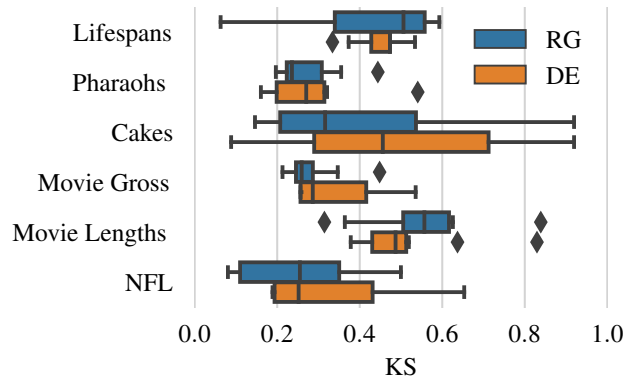 Lifespans
Pharaohs
Cakes
Movie Gross
Movie Lengths
NFL
RG
DE
0.0 0.2 0.4 0.6 0.8 1.0
KS